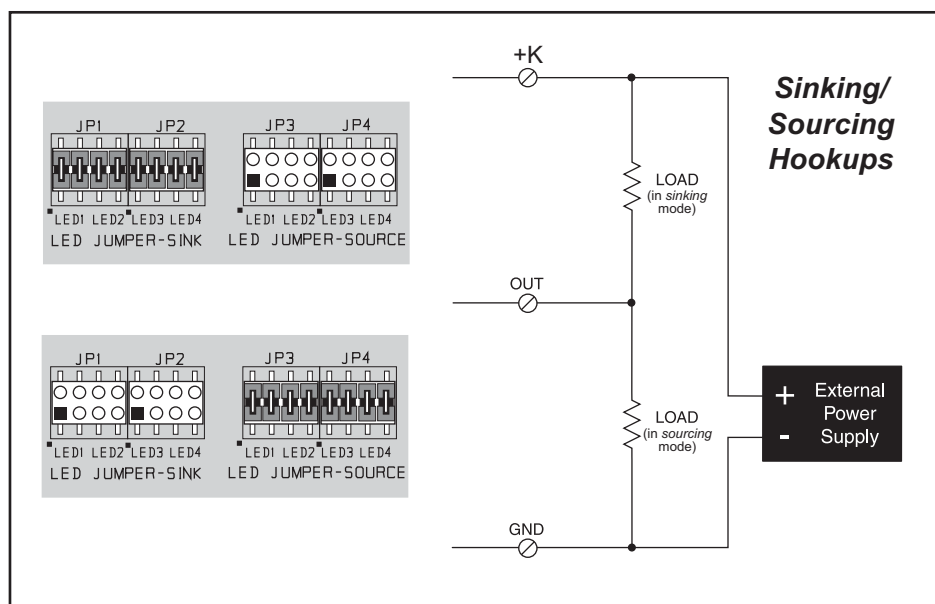 Sinking/
Sourcing
Hookups
JP1 JP2 JP3 JP4
LED1 LED2 LED3 LED4 LED1 LED2 LED3 LED4
LED JUMPER-SINK LED JUMPER-SOURCE
JP1 JP2 JP3 JP4
LED1 LED2 LED3 LED4 LED1 LED2 LED3 LED4
LED JUMPER-SINK LED JUMPER-SOURCE
+K
LOAD
(in sinking
mode)
OUT
LOAD
(in sourcing
mode)
GND
+ External
Power
- Supply